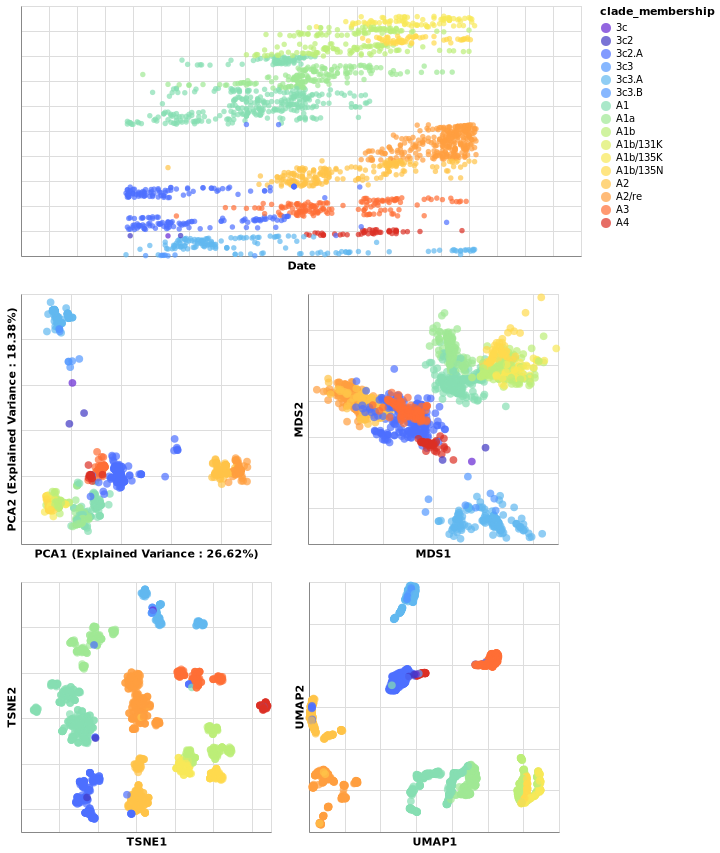 clade_membership
3c
3c2
3c2.A
3c3
3c3.A
3c3.B
A1
A1a
A1b
A1b/131K
A1b/135K
A1b/135N
A2
A2/re
A3
A4
Date
PCA2 (Explained Variance : 18.38%)
PCA1 (Explained Variance : 26.62%)
MDS2
MDS1
TSNE2
TSNE1
UMAP2
UMAP1